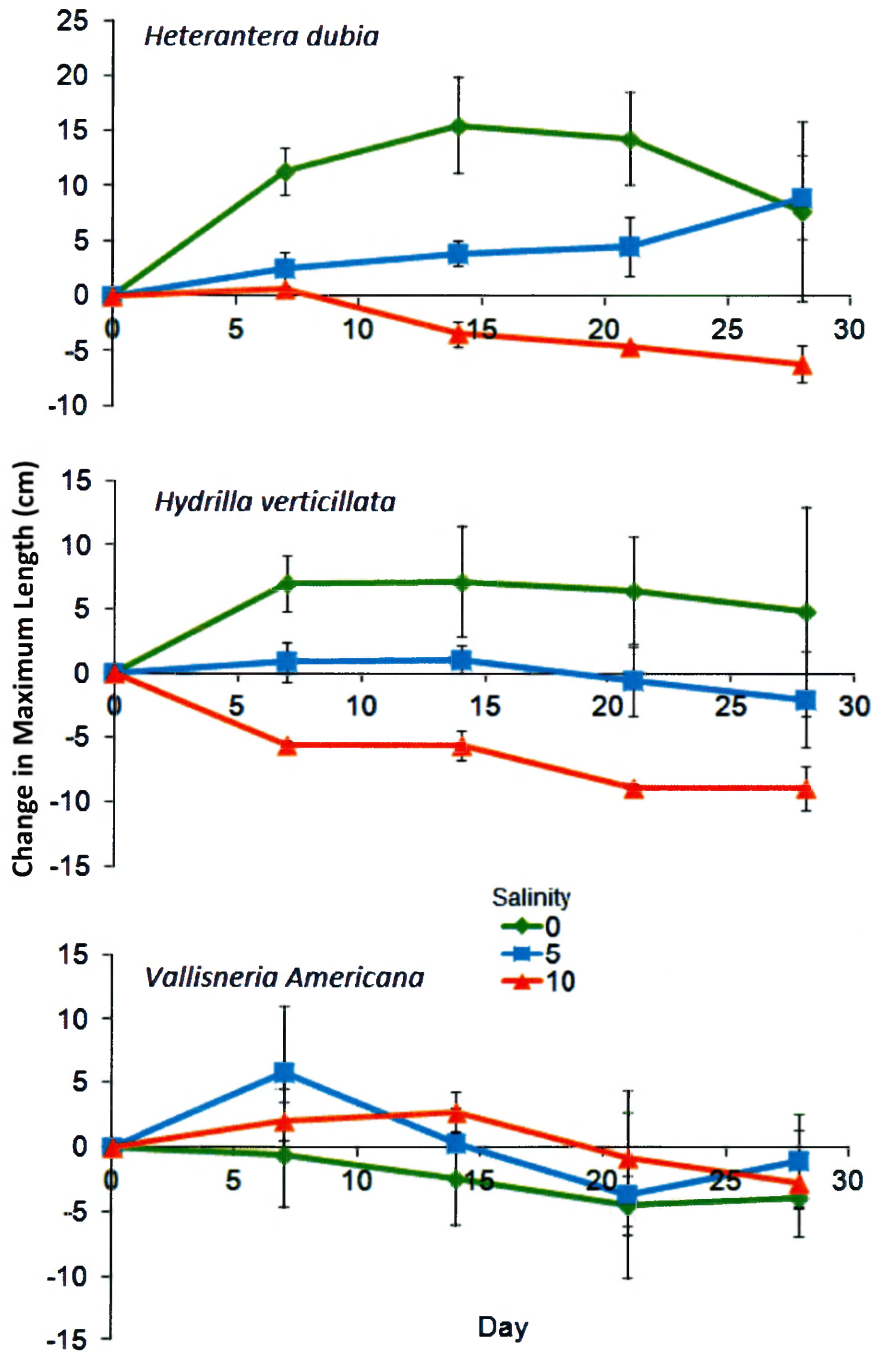 Heterantera dubia
25
20
15
10
5
0
-5
-10
0 5 10 15 20 25 30
Change in Maximum Length (cm)
Hydrilla verticillata
15
10
5
0
-5
-10
-15
0 5 10 15 20 25 30
Salinity
0
5
10
Vallisneria Americana
15
10
5
0
-5
-10
-15
0 5 10 15 20 25 30
Day